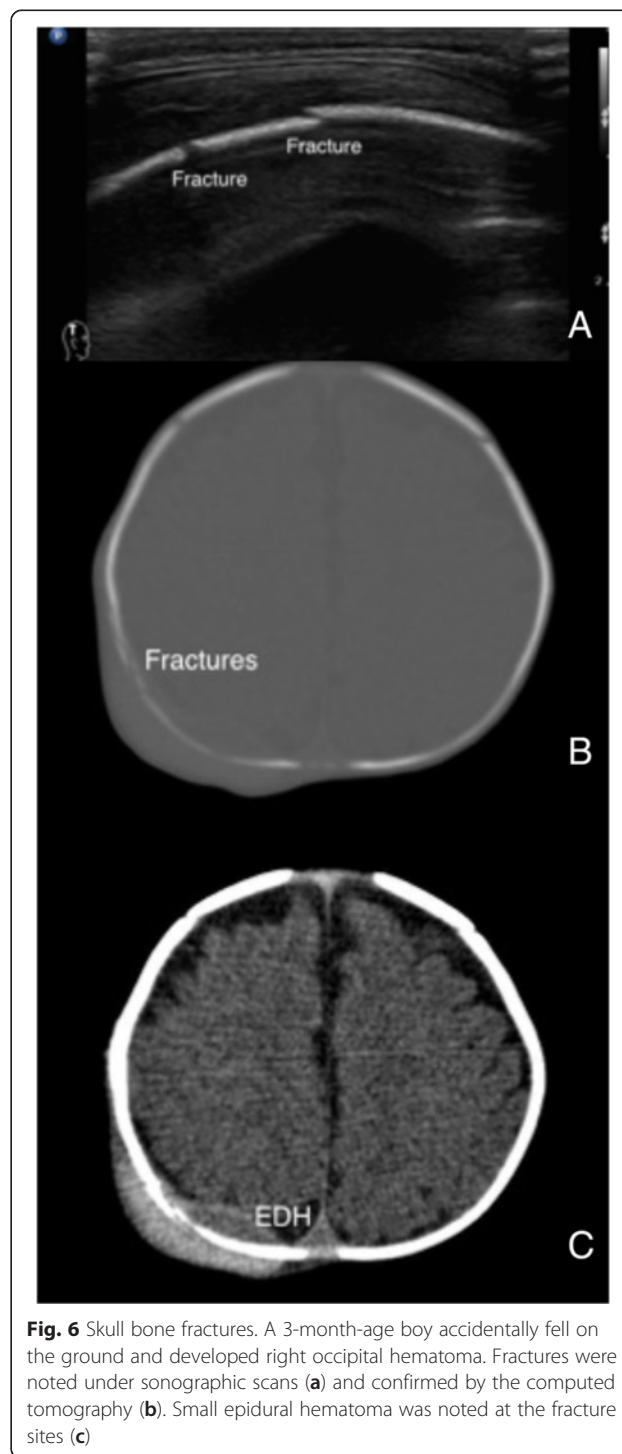 Fracture
Fracture
A
Fractures
B
EDH
C
Fig. 6 Skull bone fractures. A 3-month-age boy accidentally fell on
the ground and developed right occipital hematoma. Fractures were
noted under sonographic scans (a) and confirmed by the computed
tomography (b). Small epidural hematoma was noted at the fracture
sites (c)